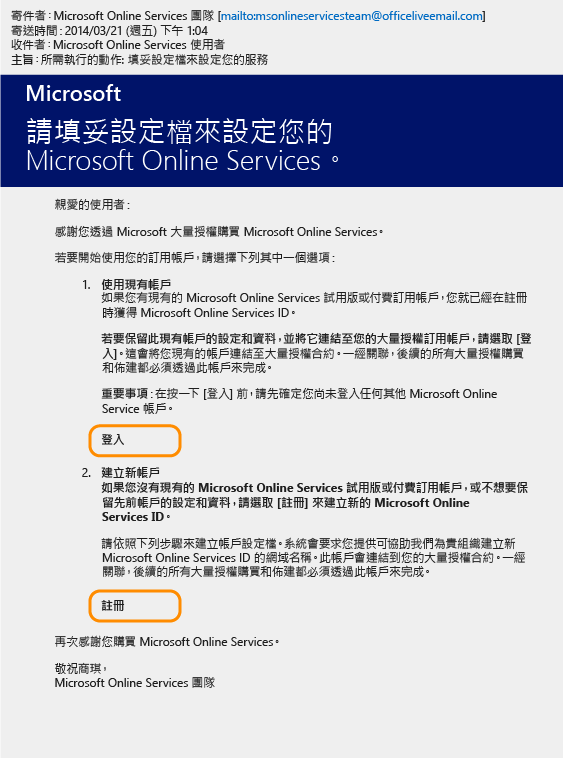 寄件者：Microsoft Online Services 團隊 [mailto:msonlineservicesteam@officeliveemail.com]
寄送時間：2014/03/21 (週五) 下午 1:04
收件者：Microsoft Online Services 使用者
主旨：所需執行的動作: 填妥設定檔來設定您的服務
Microsoft
請填妥設定檔來設定您的
Microsoft Online Services。
親愛的使用者：
感謝您透過 Microsoft 大量授權購買 Microsoft Online Services。
若要開始使用您的訂用帳戶，請選擇下列其中一個選項：
1. 使用現有帳戶
如果您有現有的 Microsoft Online Services 試用版或付費訂用帳戶，您就已經在註冊
時獲得 Microsoft Online Services ID。
若要保留此現有帳戶的設定和資料，並將它連結至您的大量授權訂用帳戶，請選取 [登
入]。這會將您現有的帳戶連結至大量授權合約。一經關聯，後續的所有大量授權購買
和佈建都必須透過此帳戶來完成。
重要事項：在按一下 [登入] 前，請先確定您尚未登入任何其他 Microsoft Online
Service 帳戶。
登入
2. 建立新帳戶
如果您沒有現有的 Microsoft Online Services 試用版或付費訂用帳戶，或不想要保
留先前帳戶的設定和資料，請選取 [註冊] 來建立新的 Microsoft Online
Services ID。
請依照下列步驟來建立帳戶設定檔。系統會要求您提供可協助我們為貴組織建立新
Microsoft Online Services ID 的網域名稱。此帳戶會連結到您的大量授權合約。一經
關聯，後續的所有大量授權購買和佈建都必須透過此帳戶來完成。
註冊
再次感謝您購買 Microsoft Online Services。
敬祝商琪，
Microsoft Online Services 團隊